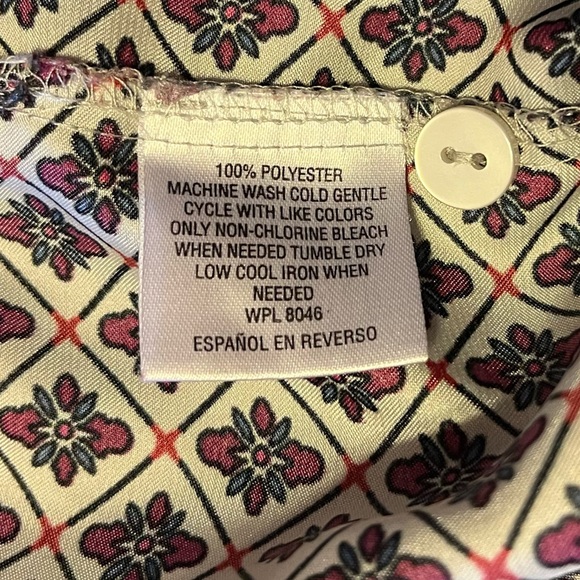 100% POLYESTER
MACHINE WASH COLD GENTLE
CYCLE WITH LIKE COLORS
ONLY NON-CHLORINE BLEACH
WHEN NEEDED TUMBLE DRY
LOW COOL IRON WHEN
NEEDED
WPL 8046
ESPAÑOL EN REVERSO